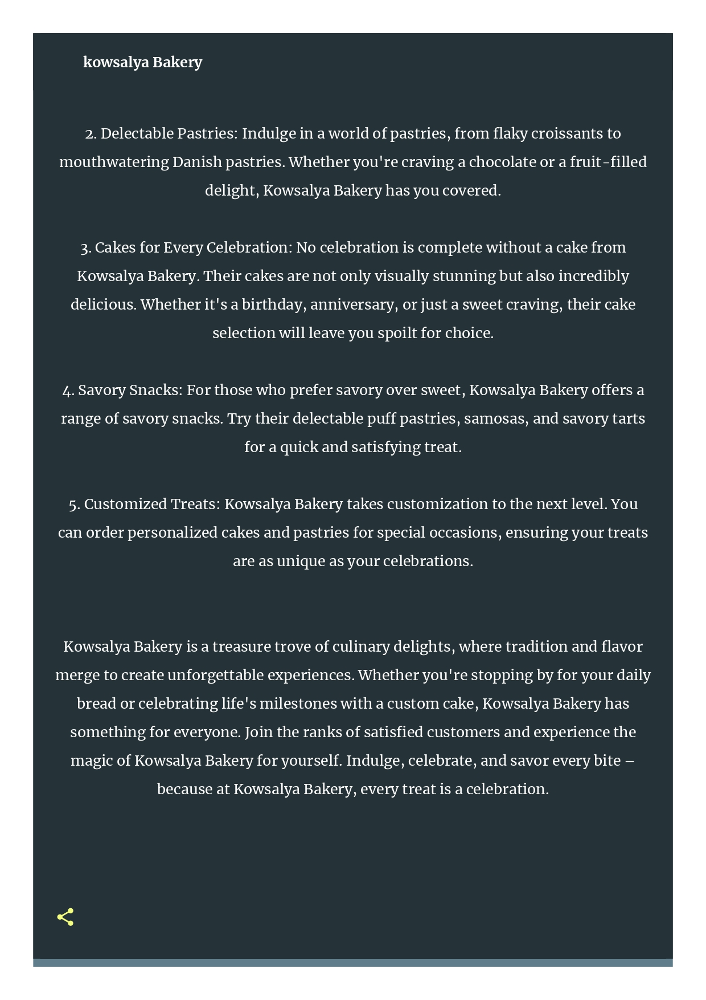 kowsalya Bakery
2. Delectable Pastries: Indulge in a world of pastries, from flaky croissants to
mouthwatering Danish pastries. Whether you're craving a chocolate or a fruit-filled
delight, Kowsalya Bakery has you covered.
3. Cakes for Every Celebration: No celebration is complete without a cake from
Kowsalya Bakery. Their cakes are not only visually stunning but also incredibly
delicious. Whether it's a birthday, anniversary, or just a sweet craving, their cake
selection will leave you spoilt for choice.
4. Savory Snacks: For those who prefer savory over sweet, Kowsalya Bakery offers a
range of savory snacks. Try their delectable puff pastries, samosas, and savory tarts
for a quick and satisfying treat.
5. Customized Treats: Kowsalya Bakery takes customization to the next level. You
can order personalized cakes and pastries for special occasions, ensuring your treats
are as unique as your celebrations.
Kowsalya Bakery is a treasure trove of culinary delights, where tradition and flavor
merge to create unforgettable experiences. Whether you're stopping by for your daily
bread or celebrating life's milestones with a custom cake, Kowsalya Bakery has
something for everyone. Join the ranks of satisfied customers and experience the
magic of Kowsalya Bakery for yourself. Indulge, celebrate, and savor every bite –
because at Kowsalya Bakery, every treat is a celebration.